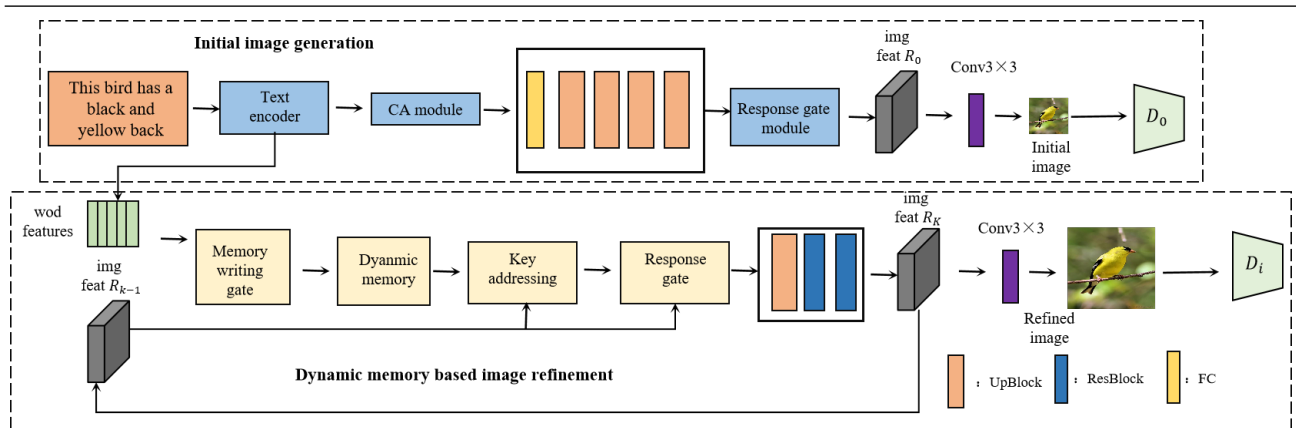 Initial image generation
This bird has a
black and
yellow back
Text
encoder
CA module
Response gate
module
img
feat R₀
Conv3×3
Initial
image
D₀
wod
features
img
feat Rₖ₋₁
Memory
writing
gate
Dyanmic
memory
Key
addressing
Response
gate
img
feat R_K
Conv3×3
Refined
image
D_i
Dynamic memory based image refinement
: UpBlock
: ResBlock
: FC